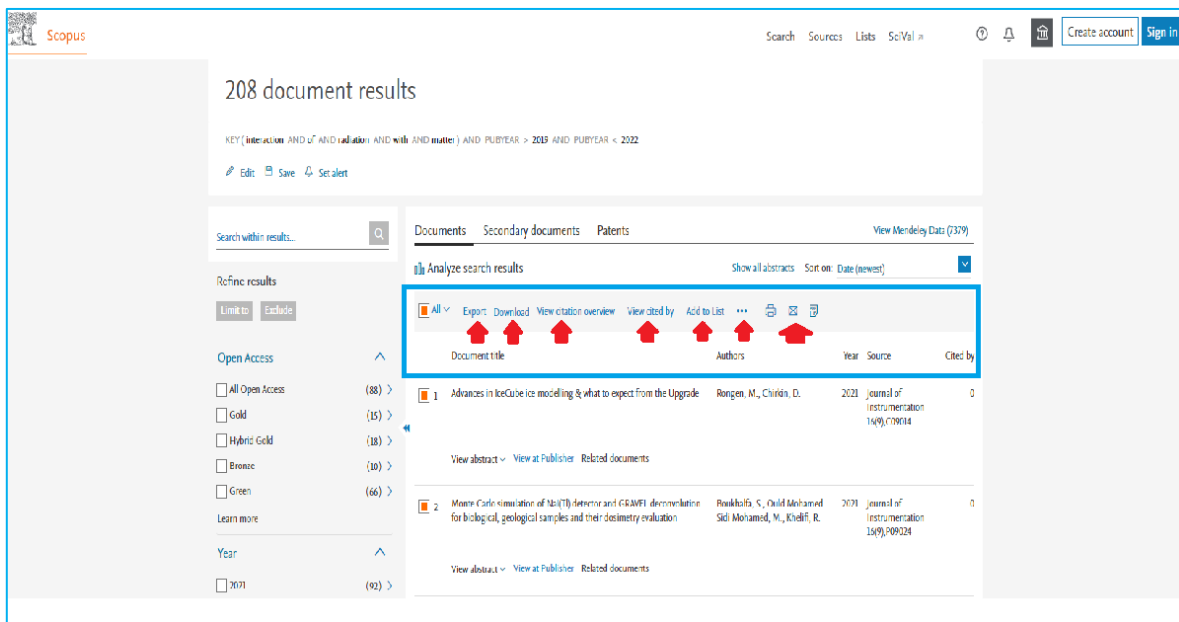 Scopus
Search Sources Lists SciVal
Create account Sign in
208 document results
KEY ( interaction AND of AND radiation AND with AND matter ) AND PUBYEAR > 2019 AND PUBYEAR < 2022
Edit Save Set alert
Search within results...
Documents Secondary documents Patents View Mendeley Data (7379)
Analyze search results Show all abstracts Sort on: Date (newest)
Refine results
Limit to Exclude
All Export Download View citation overview View cited by Add to List ...
Document title Authors Year Source Cited by
Open Access
All Open Access (88)
Gold (15)
Hybrid Gold (18)
Bronze (10)
Green (66)
Learn more
Year
2021 (92)
1 Advances in IceCube ice modelling & what to expect from the Upgrade Rongen, M., Chirkin, D. 2021 Journal of 0
Instrumentation
16(9),C09014
View abstract View at Publisher Related documents
2 Monte Carlo simulation of NaI(Tl) detector and GRAVEL deconvolution Boukhalfa, S., Ould Mohamed 2021 Journal of 0
for biological, geological samples and their dosimetry evaluation Sidi Mohamed, M., Khelifi, R. Instrumentation
16(9),P09024
View abstract View at Publisher Related documents